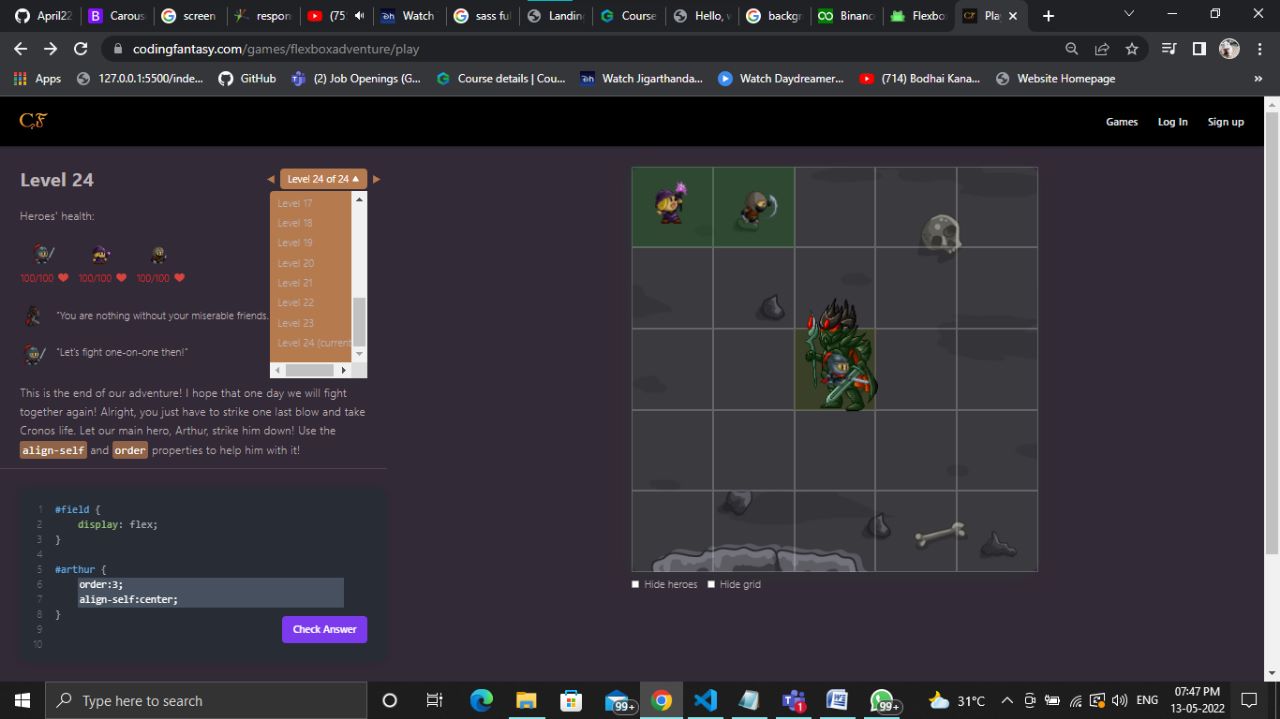 April22
Carous
screen
respon
(75
Watch
sass ful
Landin
Course
Hello, w
backgr
Binanc
Flexbo
CF
Pla
codingfantasy.com/games/flexboxadventure/play
Apps
127.0.0.1:5500/inde...
GitHub
(2) Job Openings (G...
Course details | Cou...
Watch Jigarthanda...
Watch Daydreamer...
(714) Bodhai Kana...
Website Homepage
»
CF
Games
Log In
Sign up
Level 24
Level 24 of 24
Level 17
Level 18
Level 19
Level 20
Level 21
Level 22
Level 23
Level 24 (current
Heroes' health:
100/100
100/100
100/100
"You are nothing without your miserable friends.
"Let's fight one-on-one then!"
This is the end of our adventure! I hope that one day we will fight
together again! Alright, you just have to strike one last blow and take
Cronos life. Let our main hero, Arthur, strike him down! Use the
align-self and order properties to help him with it!
1 #field {
2 display: flex;
3 }
4
5 #arthur {
6 order:3;
7 align-self:center;
8 }
9
10
Check Answer
Hide heroes
Hide grid
Type here to search
99+
1
99+
31°C
ENG
07:47 PM
13-05-2022